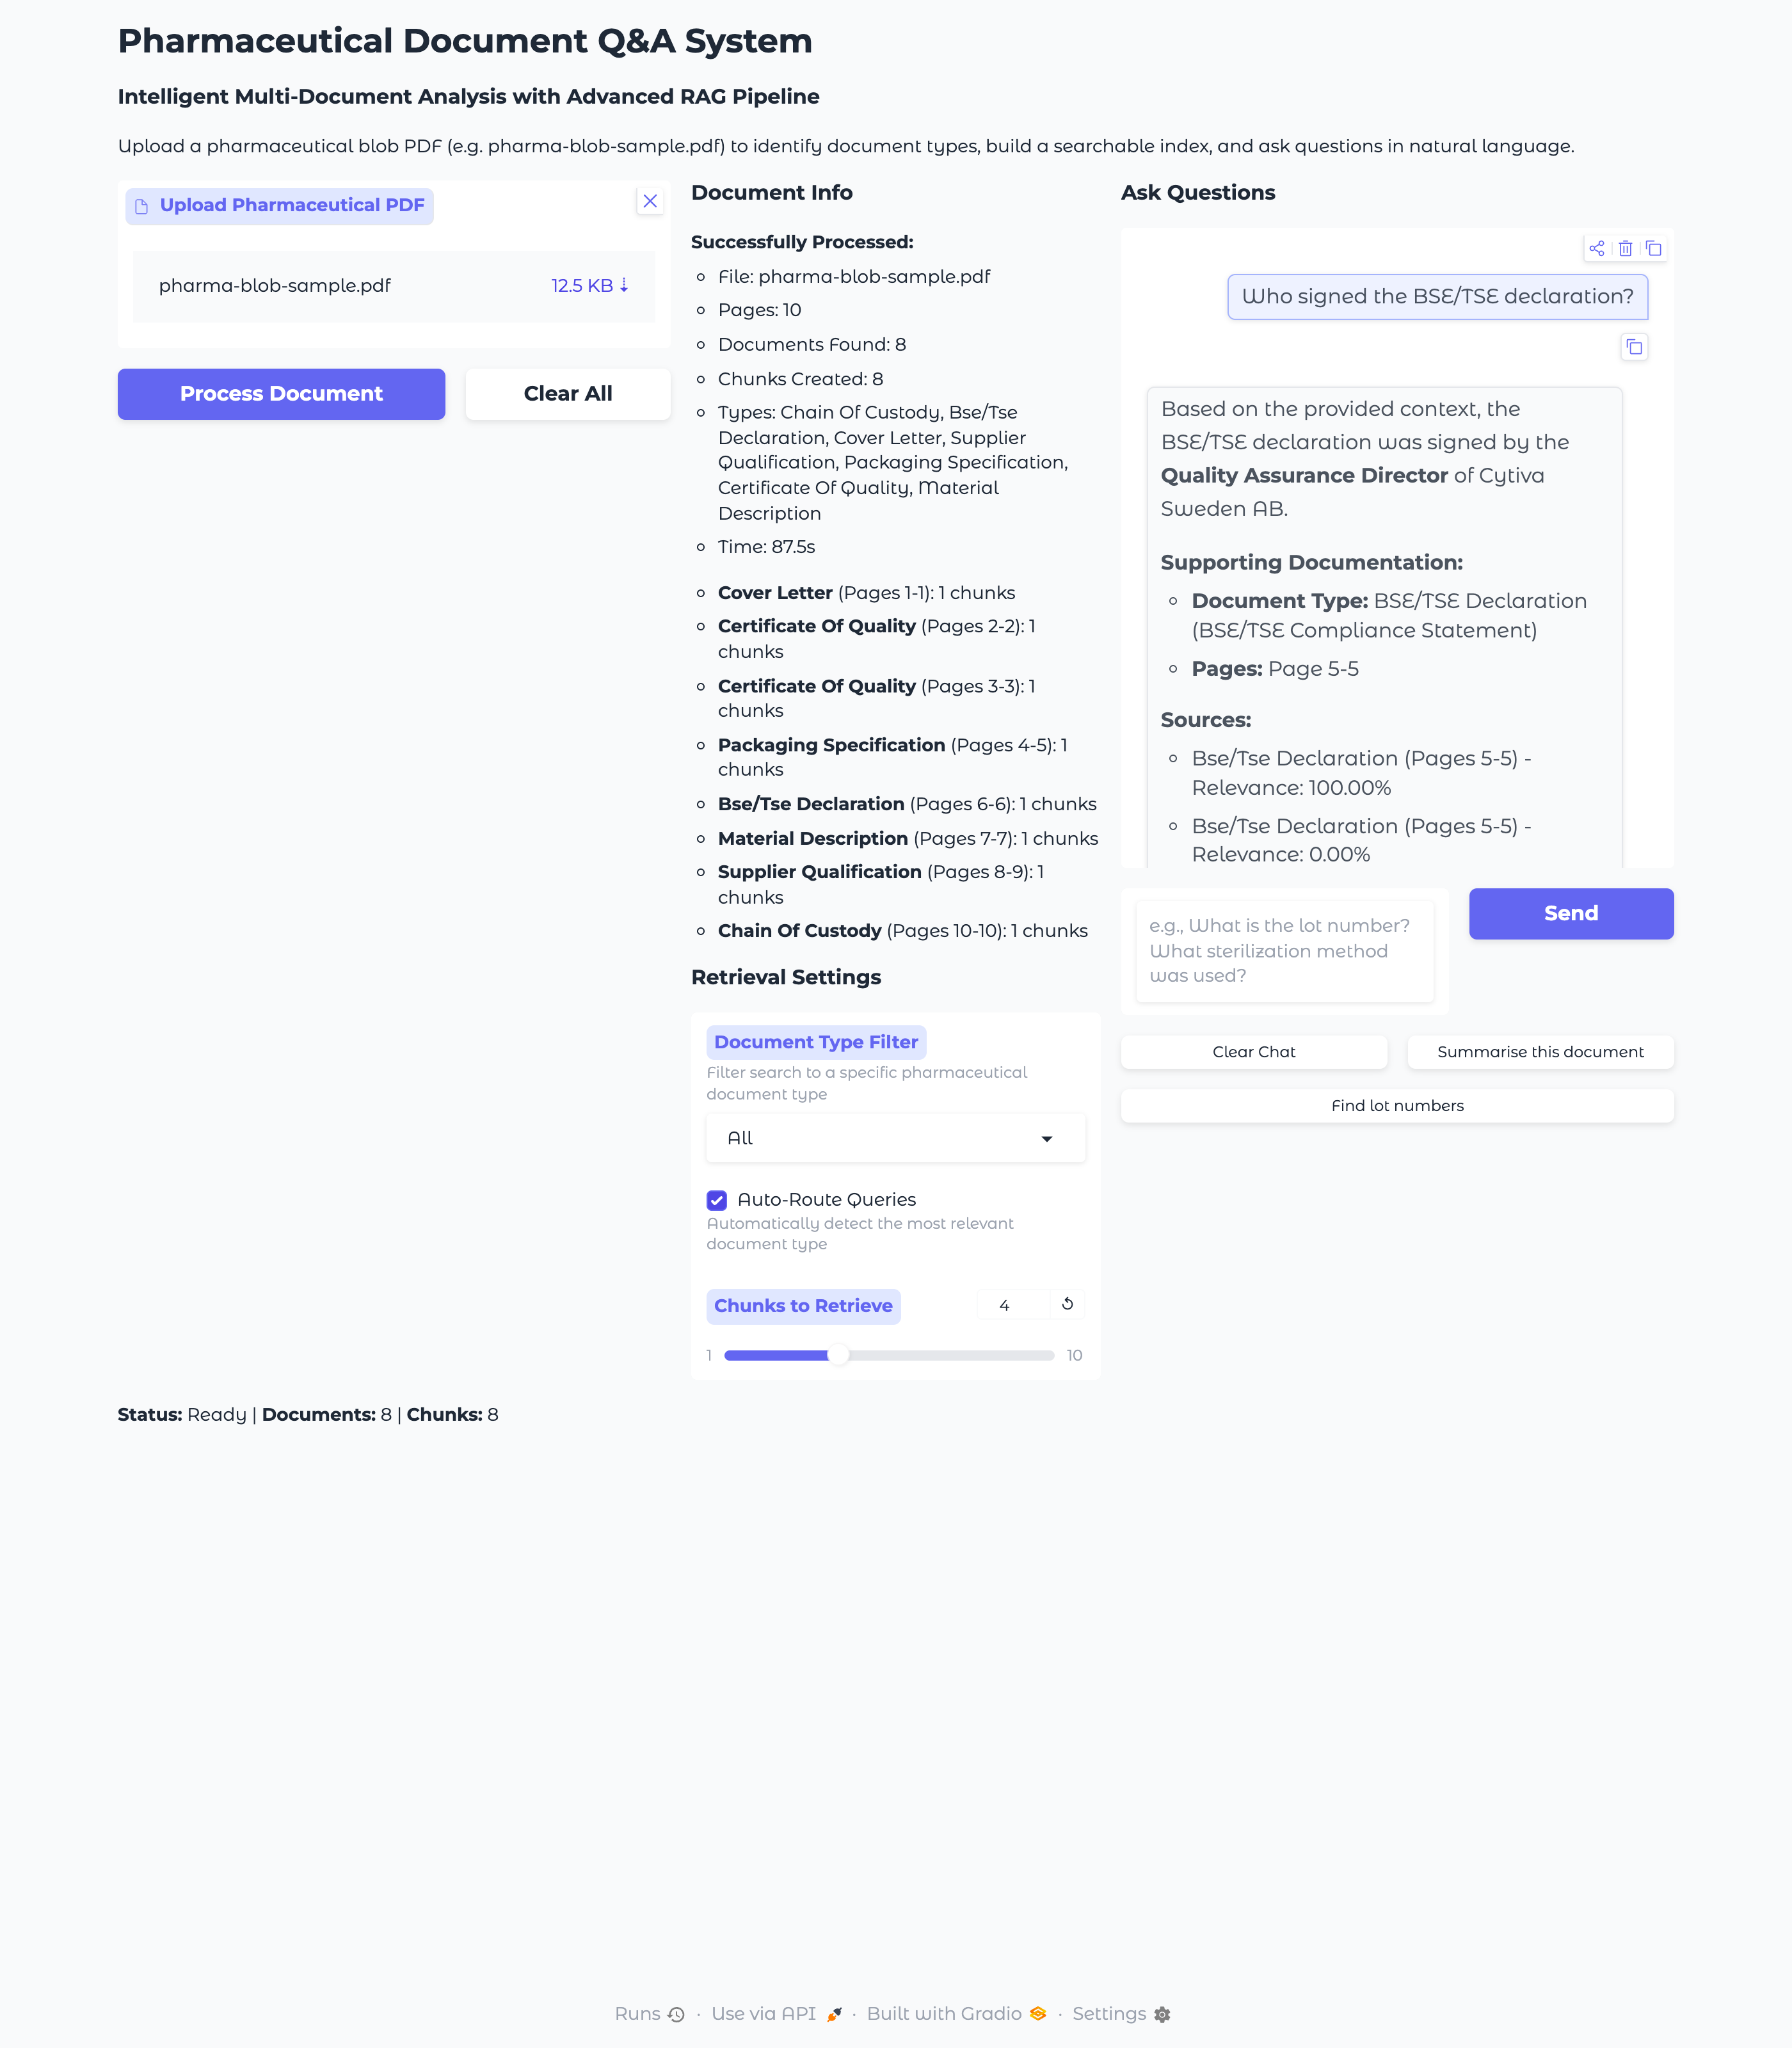 Pharmaceutical Document Q&A System
Intelligent Multi-Document Analysis with Advanced RAG Pipeline
Upload a pharmaceutical blob PDF (e.g. pharma-blob-sample.pdf) to identify document types, build a searchable index, and ask questions in natural language.
Upload Pharmaceutical PDF
pharma-blob-sample.pdf
12.5 KB ⇣
Process Document
Clear All
Document Info
Successfully Processed:
File: pharma-blob-sample.pdf
Pages: 10
Documents Found: 8
Chunks Created: 8
Types: Chain Of Custody, Bse/Tse
Declaration, Cover Letter, Supplier
Qualification, Packaging Specification,
Certificate Of Quality, Material
Description
Time: 87.5s
Cover Letter (Pages 1-1): 1 chunks
Certificate Of Quality (Pages 2-2): 1
chunks
Certificate Of Quality (Pages 3-3): 1
chunks
Packaging Specification (Pages 4-5): 1
chunks
Bse/Tse Declaration (Pages 6-6): 1 chunks
Material Description (Pages 7-7): 1 chunks
Supplier Qualification (Pages 8-9): 1
chunks
Chain Of Custody (Pages 10-10): 1 chunks
Retrieval Settings
Document Type Filter
Filter search to a specific pharmaceutical
document type
All
Auto-Route Queries
Automatically detect the most relevant
document type
Chunks to Retrieve
4
1
10
Ask Questions
Who signed the BSE/TSE declaration?
Based on the provided context, the
BSE/TSE declaration was signed by the
Quality Assurance Director of Cytiva
Sweden AB.
Supporting Documentation:
Document Type: BSE/TSE Declaration
(BSE/TSE Compliance Statement)
Pages: Page 5-5
Sources:
Bse/Tse Declaration (Pages 5-5) -
Relevance: 100.00%
Bse/Tse Declaration (Pages 5-5) -
Relevance: 0.00%
e.g., What is the lot number?
What sterilization method
was used?
Send
Clear Chat
Summarise this document
Find lot numbers
Status: Ready | Documents: 8 | Chunks: 8
Runs · Use via API · Built with Gradio · Settings